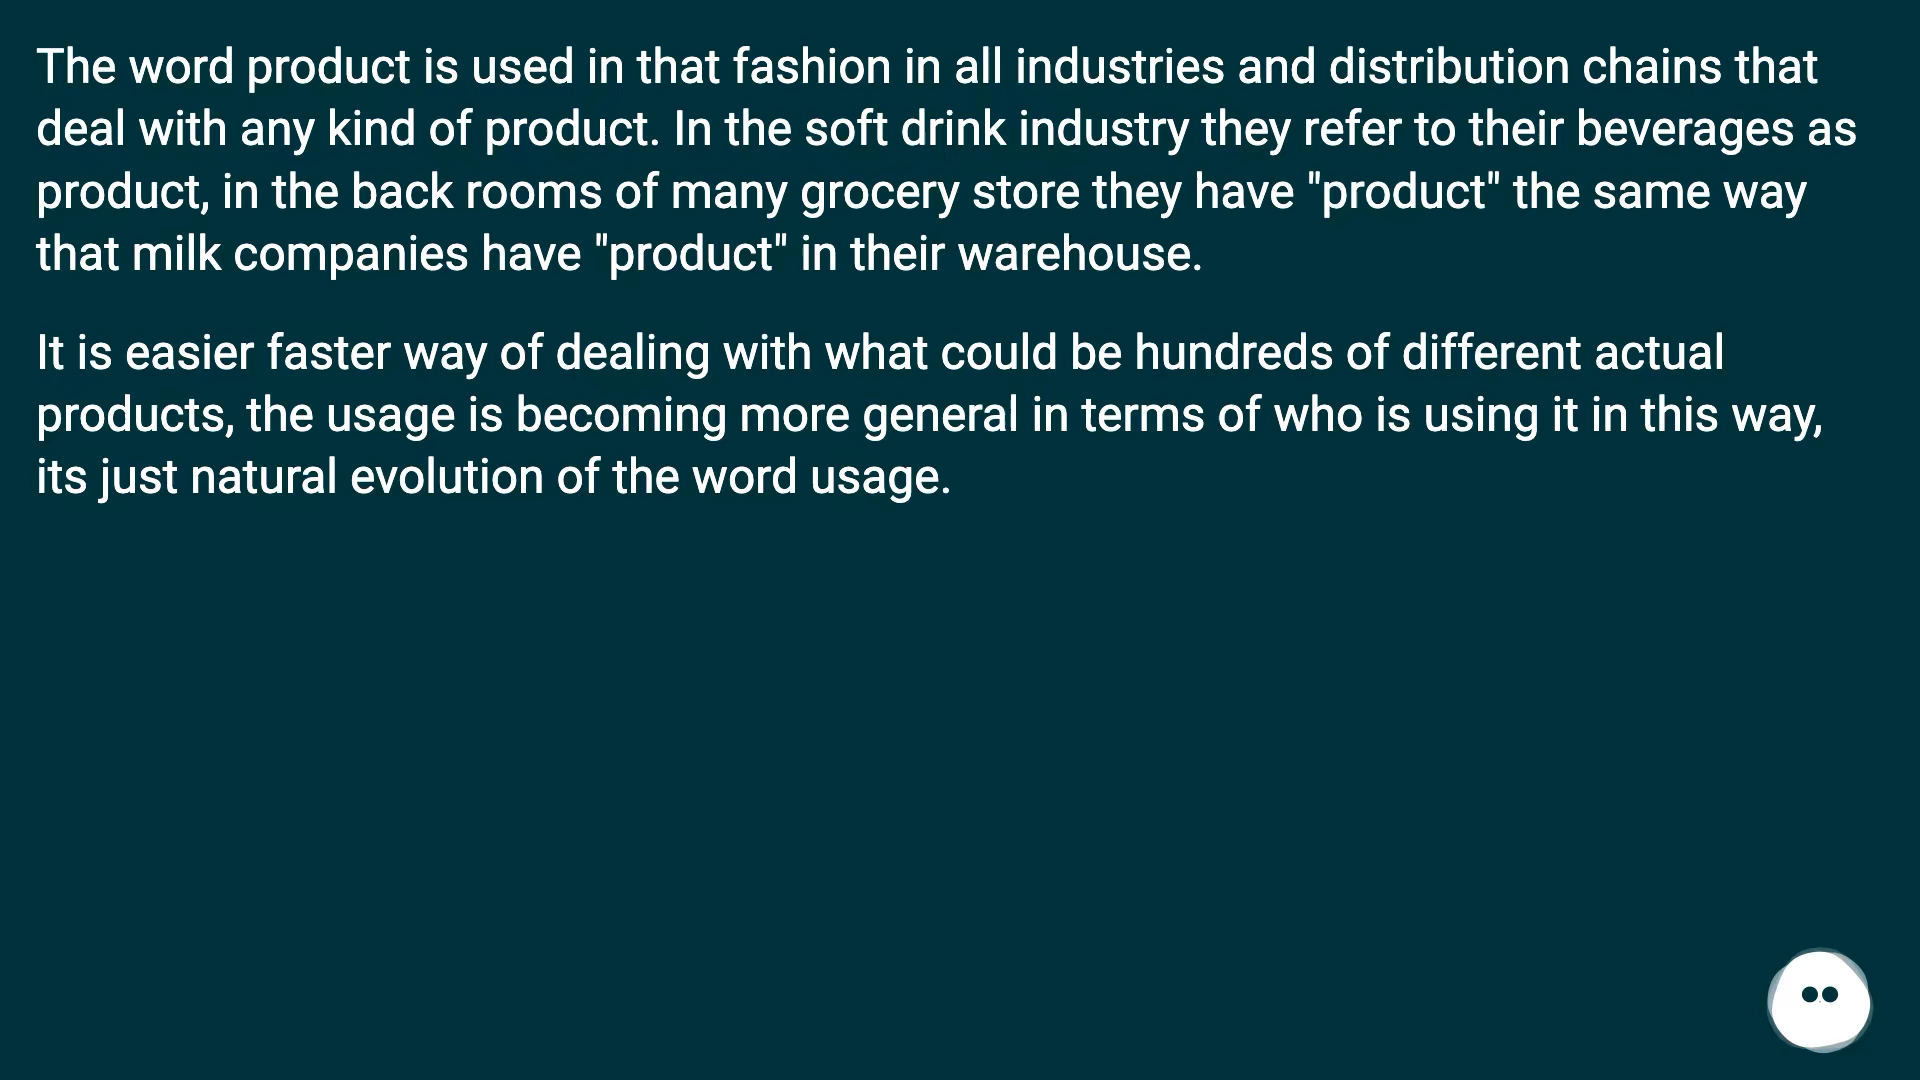 The word product is used in that fashion in all industries and distribution chains that
deal with any kind of product. In the soft drink industry they refer to their beverages as
product, in the back rooms of many grocery store they have "product" the same way
that milk companies have "product" in their warehouse.
It is easier faster way of dealing with what could be hundreds of different actual
products, the usage is becoming more general in terms of who is using it in this way,
its just natural evolution of the word usage.